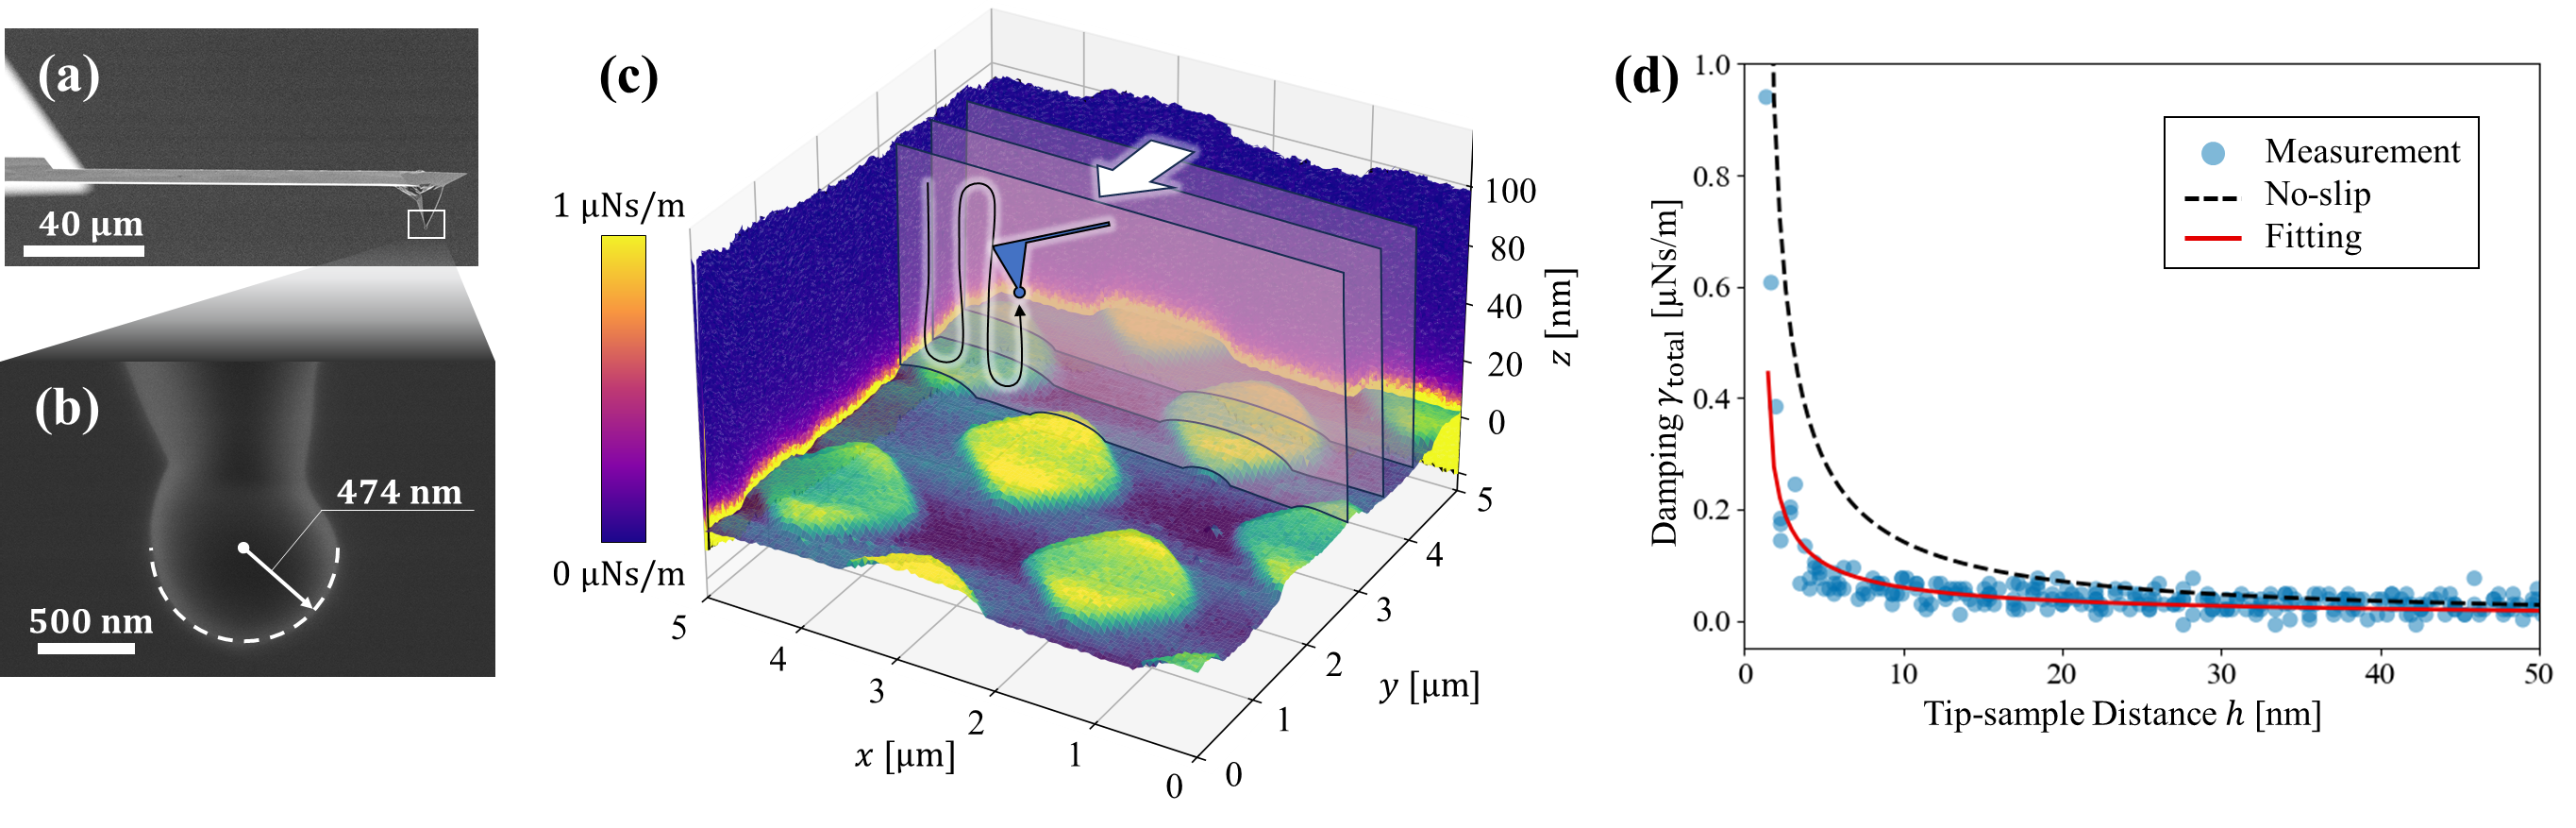 (a)
40 μm
(b)
474 nm
500 nm
(c)
1 μNs/m
0 μNs/m
100
80
40
20
0
z [nm]
5
4
3
2
1
0
y [μm]
5
4
3
2
1
0
x [μm]
(d)
1.0
0.8
0.6
0.4
0.2
0.0
Damping γtotal [μNs/m]
Measurement
No-slip
Fitting
0 10 20 30 40 50
Tip-sample Distance h [nm]